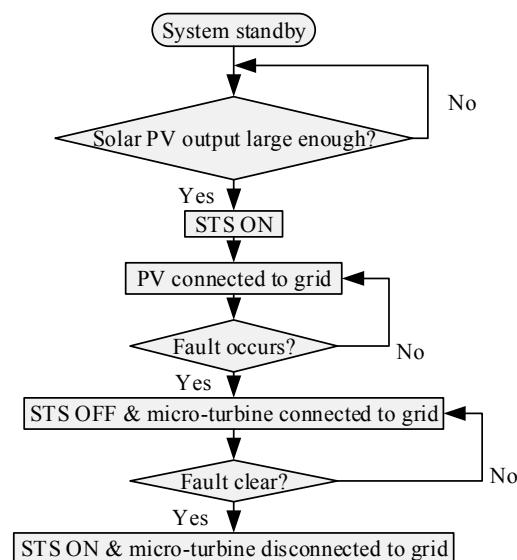 System standby
No
Solar PV output large enough?
Yes
STS ON
PV connected to grid
Fault occurs?
No
Yes
STS OFF & micro-turbine connected to grid
Fault clear?
No
Yes
STS ON & micro-turbine disconnected to grid